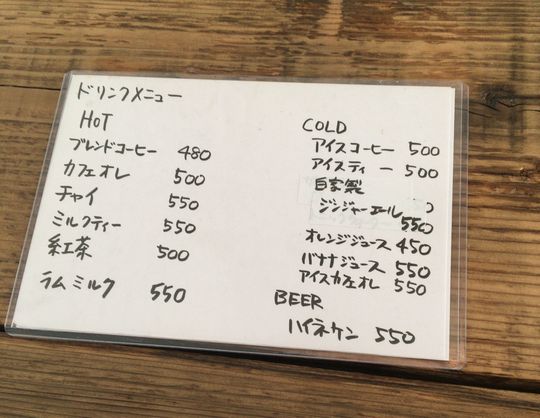 ドリンクメニュー
HOT
ブレンドコーヒー 480
カフェオレ 500
チャイ 550
ミルクティー 550
紅茶 500
ラムミルク 550
COLD
アイスコーヒー 500
アイスティー 500
自家製
ジンジャーエール
550
オレンジジュース 450
バナナジュース 550
アイスカフェオレ 550
BEER
ハイネケン 550